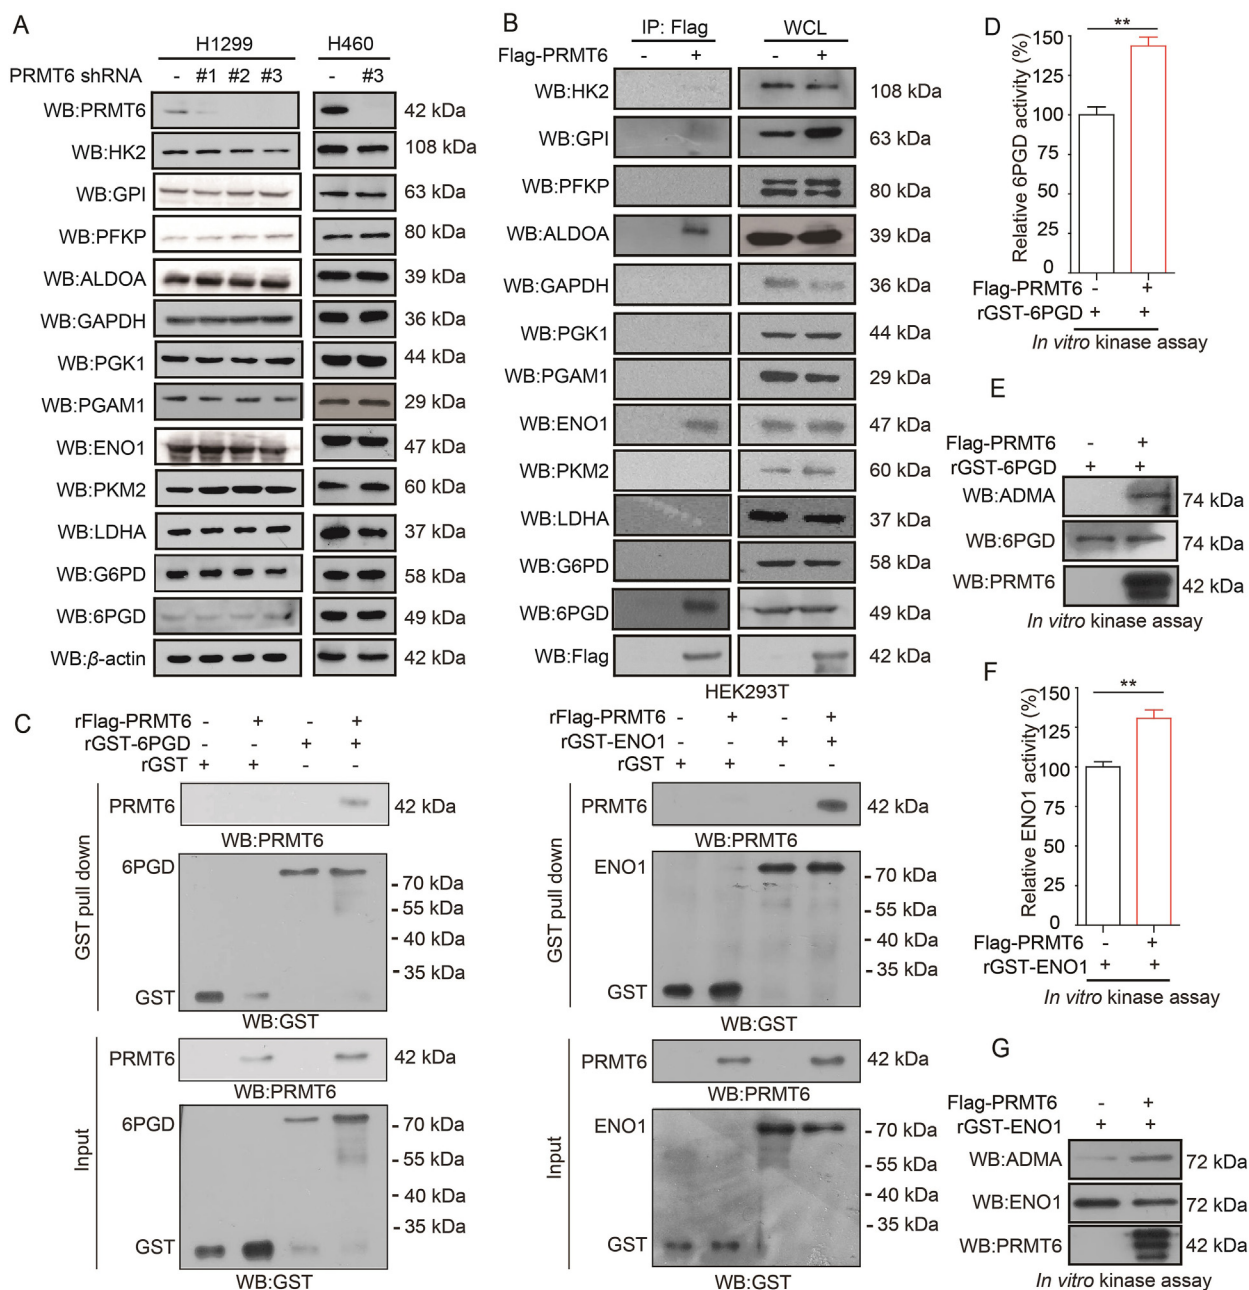 A
H1299 H460
PRMT6 shRNA - #1 #2 #3 - #3
WB:PRMT6 42 kDa
WB:HK2 108 kDa
WB:GPI 63 kDa
WB:PFKP 80 kDa
WB:ALDOA 39 kDa
WB:GAPDH 36 kDa
WB:PGK1 44 kDa
WB:PGAM1 29 kDa
WB:ENO1 47 kDa
WB:PKM2 60 kDa
WB:LDHA 37 kDa
WB:G6PD 58 kDa
WB:6PGD 49 kDa
WB:β-actin 42 kDa
B
IP: Flag WCL
Flag-PRMT6 - + - +
WB:HK2 108 kDa
WB:GPI 63 kDa
WB:PFKP 80 kDa
WB:ALDOA 39 kDa
WB:GAPDH 36 kDa
WB:PGK1 44 kDa
WB:PGAM1 29 kDa
WB:ENO1 47 kDa
WB:PKM2 60 kDa
WB:LDHA 37 kDa
WB:G6PD 58 kDa
WB:6PGD 49 kDa
WB:Flag 42 kDa
HEK293T
C
rFlag-PRMT6 - + - +
rGST-6PGD - - + +
rGST + + - -
GST pull down
PRMT6 42 kDa
WB:PRMT6
6PGD
- 70 kDa
- 55 kDa
- 40 kDa
- 35 kDa
GST
WB:GST
Input
PRMT6 42 kDa
WB:PRMT6
6PGD
- 70 kDa
- 55 kDa
- 40 kDa
- 35 kDa
GST
WB:GST
rFlag-PRMT6 - + - +
rGST-ENO1 - - + +
rGST + + - -
GST pull down
PRMT6 42 kDa
WB:PRMT6
ENO1
- 70 kDa
- 55 kDa
- 40 kDa
- 35 kDa
GST
WB:GST
Input
PRMT6 42 kDa
WB:PRMT6
ENO1
- 70 kDa
- 55 kDa
- 40 kDa
- 35 kDa
GST
WB:GST
D
**
Relative 6PGD activity (%)
150
125
100
75
50
25
0
Flag-PRMT6 - +
rGST-6PGD + +
In vitro kinase assay
E
Flag-PRMT6 - +
rGST-6PGD + +
WB:ADMA 74 kDa
WB:6PGD 74 kDa
WB:PRMT6 42 kDa
In vitro kinase assay
F
**
Relative ENO1 activity (%)
150
125
100
75
50
25
0
Flag-PRMT6 - +
rGST-ENO1 + +
In vitro kinase assay
G
Flag-PRMT6 - +
rGST-ENO1 + +
WB:ADMA 72 kDa
WB:ENO1 72 kDa
WB:PRMT6 42 kDa
In vitro kinase assay